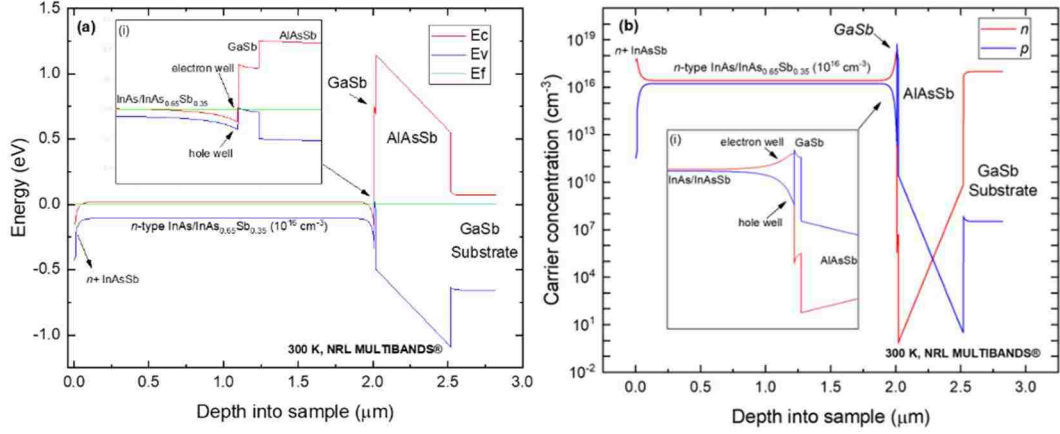 (a)
(i)
AlAsSb
GaSb
electron well
InAs/InAs0.65Sb0.35
hole well
Ec
Ev
Ef
GaSb
AlAsSb
n-type InAs/InAs0.65Sb0.35 (10^16 cm^-3)
n+ InAsSb
GaSb
Substrate
300 K, NRL MULTIBANDS®
1.5
1.0
0.5
0.0
-0.5
-1.0
Energy (eV)
0.0 0.5 1.0 1.5 2.0 2.5 3.0
Depth into sample (μm)
(b)
GaSb
n
p
n+ InAsSb
n-type InAs/InAs0.65Sb0.35 (10^16 cm^-3)
AlAsSb
(i)
electron well
GaSb
InAs/InAsSb
hole well
AlAsSb
GaSb
Substrate
300 K, NRL MULTIBANDS®
10^19
10^16
10^13
10^10
10^7
10^4
10^1
10^-2
Carrier concentration (cm^-3)
0.0 0.5 1.0 1.5 2.0 2.5 3.0
Depth into sample (μm)